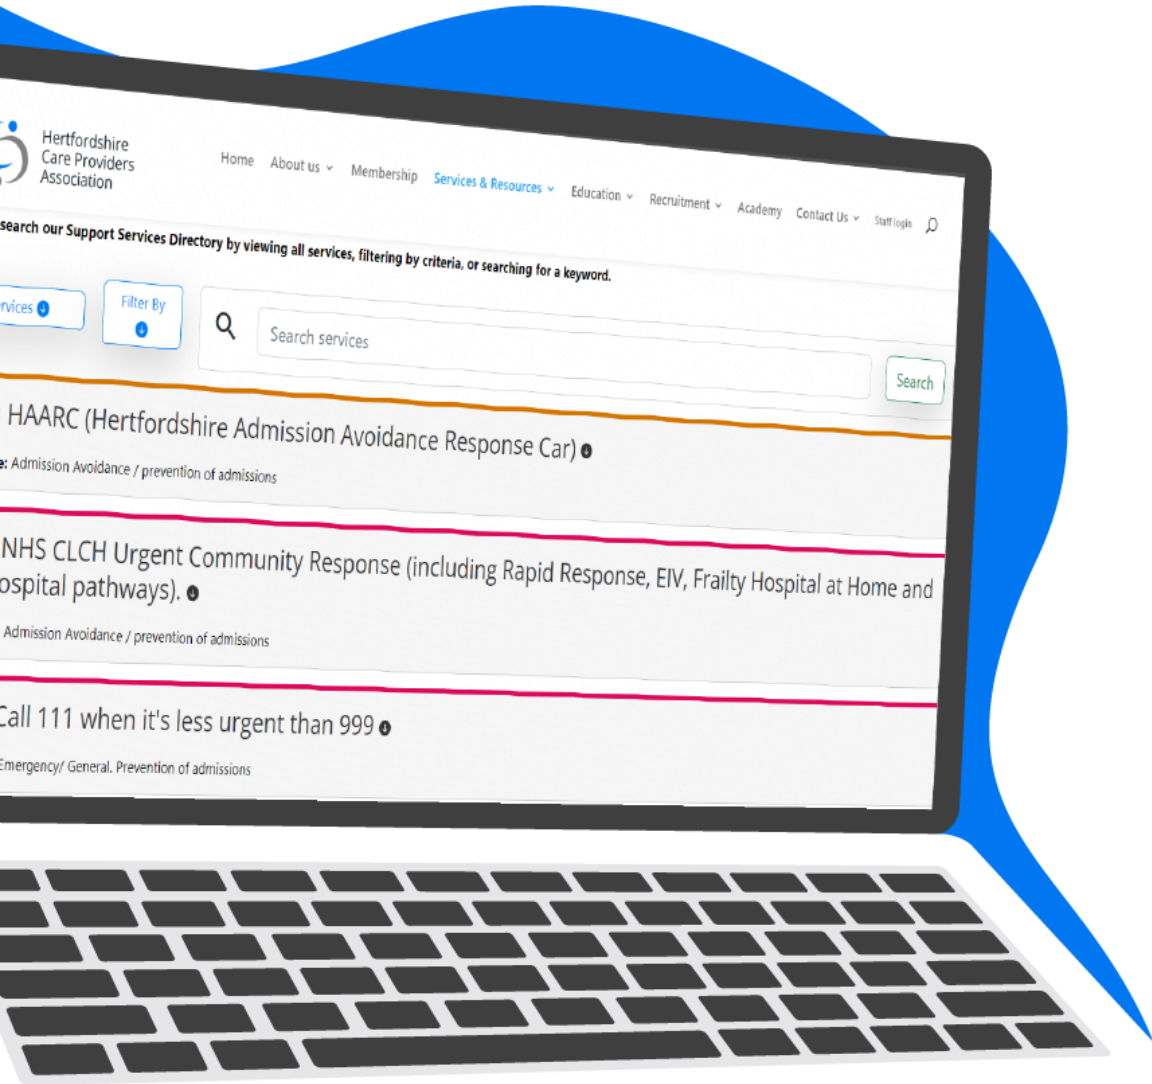 Hertfordshire
Care Providers
Association
Home About us Membership Services & Resources Education Recruitment Academy Contact Us Staff login
search our Support Services Directory by viewing all services, filtering by criteria, or searching for a keyword.
rvices
Filter By
Search services
Search
HAARC (Hertfordshire Admission Avoidance Response Car)
e: Admission Avoidance / prevention of admissions
NHS CLCH Urgent Community Response (including Rapid Response, EIV, Frailty Hospital at Home and
ospital pathways).
Admission Avoidance / prevention of admissions
Call 111 when it's less urgent than 999
Emergency/ General. Prevention of admissions